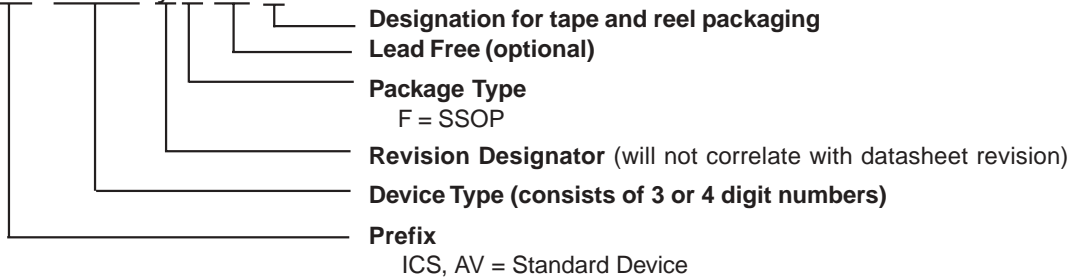 Designation for tape and reel packaging
Lead Free (optional)
Package Type
F = SSOP
Revision Designator (will not correlate with datasheet revision)
Device Type (consists of 3 or 4 digit numbers)
Prefix
ICS, AV = Standard Device